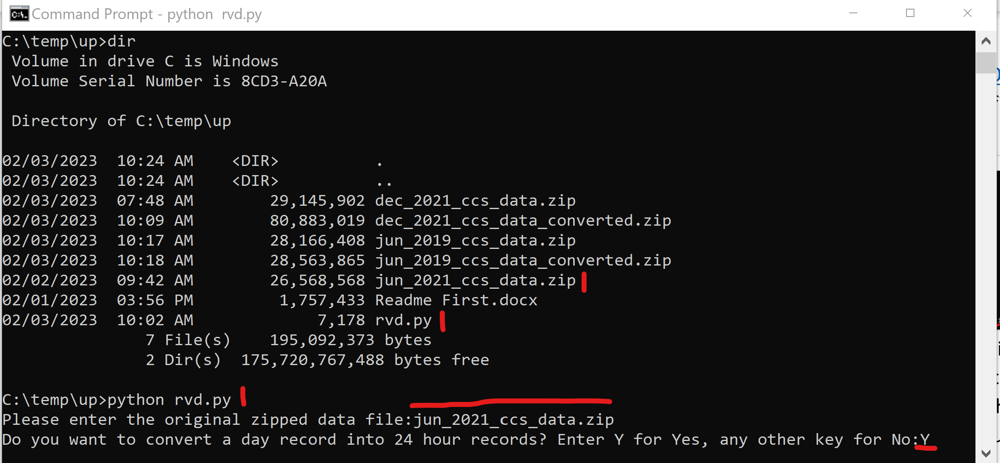 Command Prompt - python  rvd.py
C:\temp\up>dir
 Volume in drive C is Windows
 Volume Serial Number is 8CD3-A20A
 Directory of C:\temp\up
02/03/2023  10:24 AM    <DIR>          .
02/03/2023  10:24 AM    <DIR>          ..
02/03/2023  07:48 AM        29,145,902 dec_2021_ccs_data.zip
02/03/2023  10:09 AM        80,883,019 dec_2021_ccs_data_converted.zip
02/03/2023  10:17 AM        28,166,408 jun_2019_ccs_data.zip
02/03/2023  10:18 AM        28,563,865 jun_2019_ccs_data_converted.zip
02/02/2023  09:42 AM        26,568,568 jun_2021_ccs_data.zip
02/01/2023  03:56 PM         1,757,433 Readme First.docx
02/03/2023  10:02 AM             7,178 rvd.py
               7 File(s)    195,092,373 bytes
               2 Dir(s)  175,720,767,488 bytes free
C:\temp\up>python rvd.py
Please enter the original zipped data file:jun_2021_ccs_data.zip
Do you want to convert a day record into 24 hour records? Enter Y for Yes, any other key for No:Y